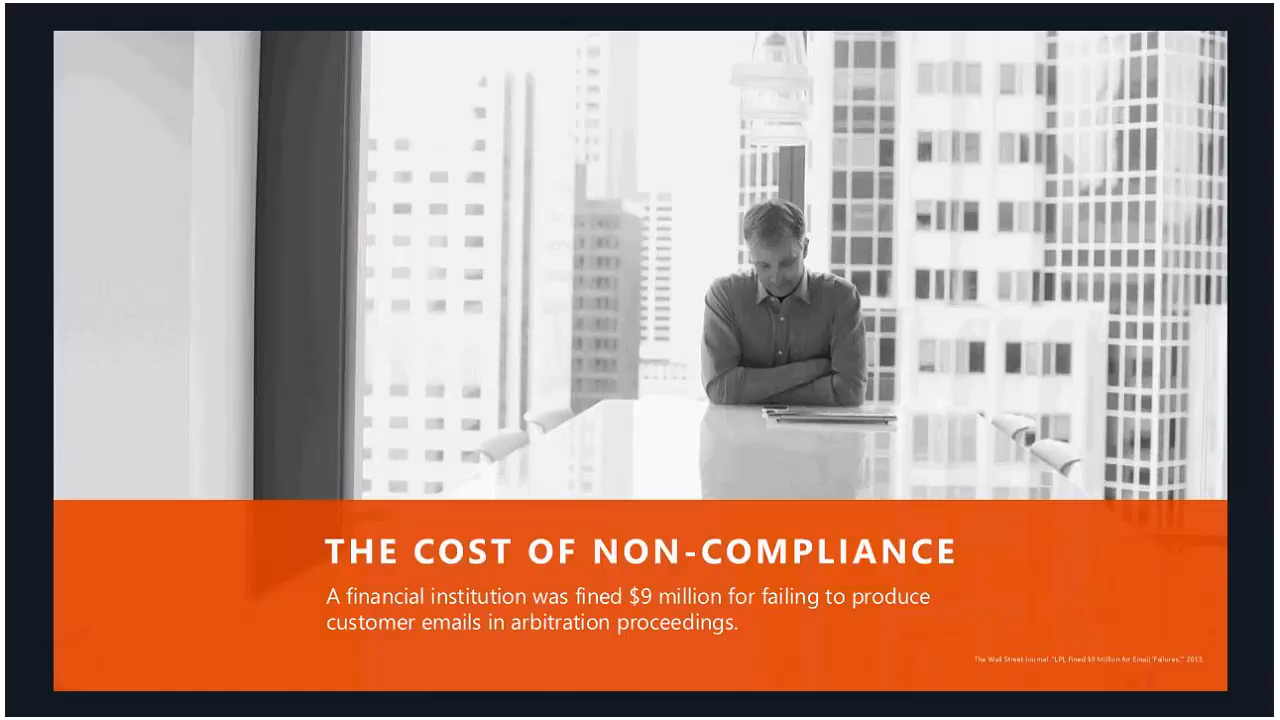 THE COST OF NON-COMPLIANCE
A financial institution was fined $9 million for failing to produce
customer emails in arbitration proceedings.
The Wall Street Journal. "LPL Fined $9 Million for Email 'Failures.'" 2013.